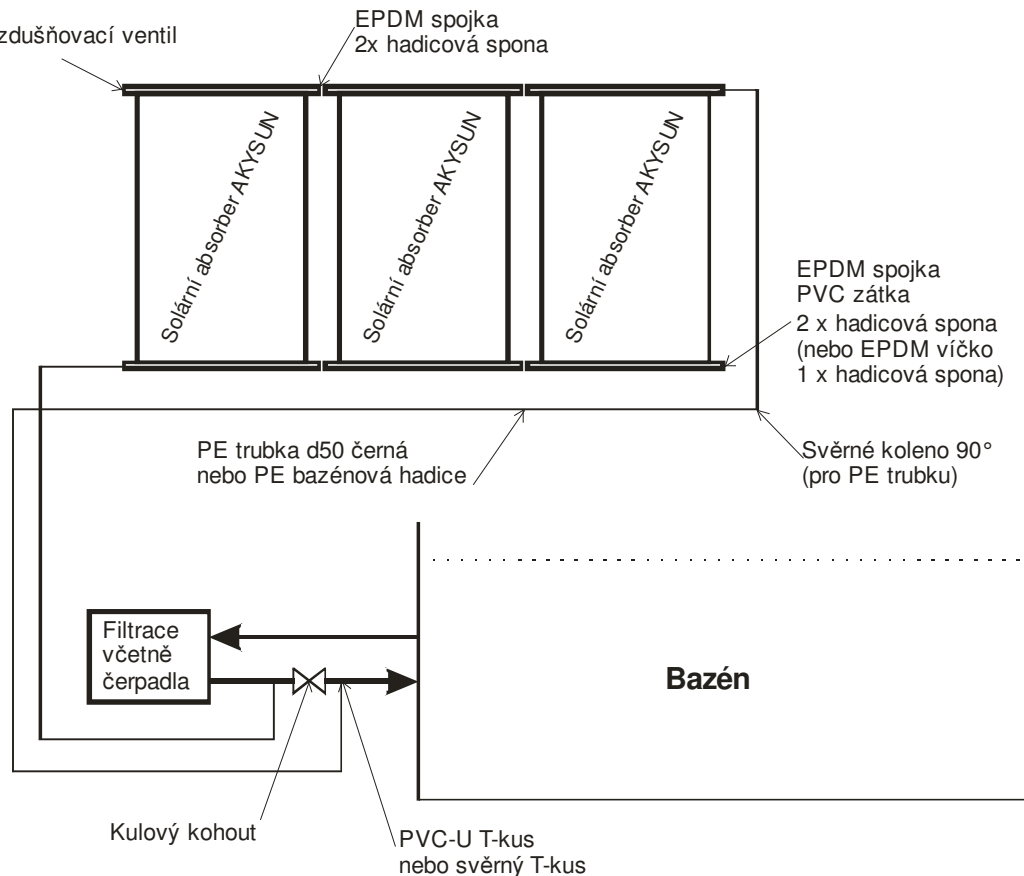 EPDM spojka
2x hadicová spona
ventil
Solární absorber AKYSUN
Solární absorber AKYSUN
Solární absorber AKYSUN
EPDM spojka
PVC zátka
2 x hadicová spona
(nebo EPDM víčko
1 x hadicová spona)
PE trubka d50 černá
nebo PE bazénová hadice
Svěrné koleno 90°
(pro PE trubku)
Filtrace
včetně
čerpadla
Bazén
Kulový kohout
PVC-U T-kus
nebo svěrný T-kus